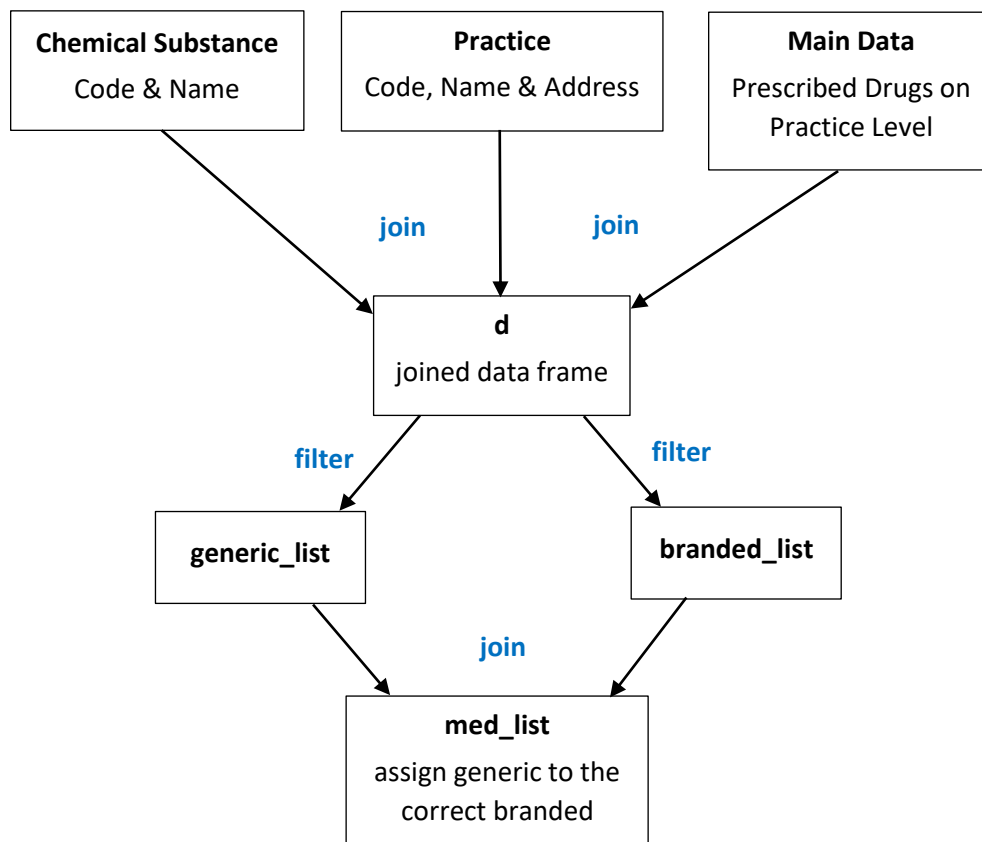 Chemical Substance
Code & Name
Practice
Code, Name & Address
Main Data
Prescribed Drugs on
Practice Level
join
join
d
joined data frame
filter
filter
generic_list
branded_list
join
med_list
assign generic to the
correct branded